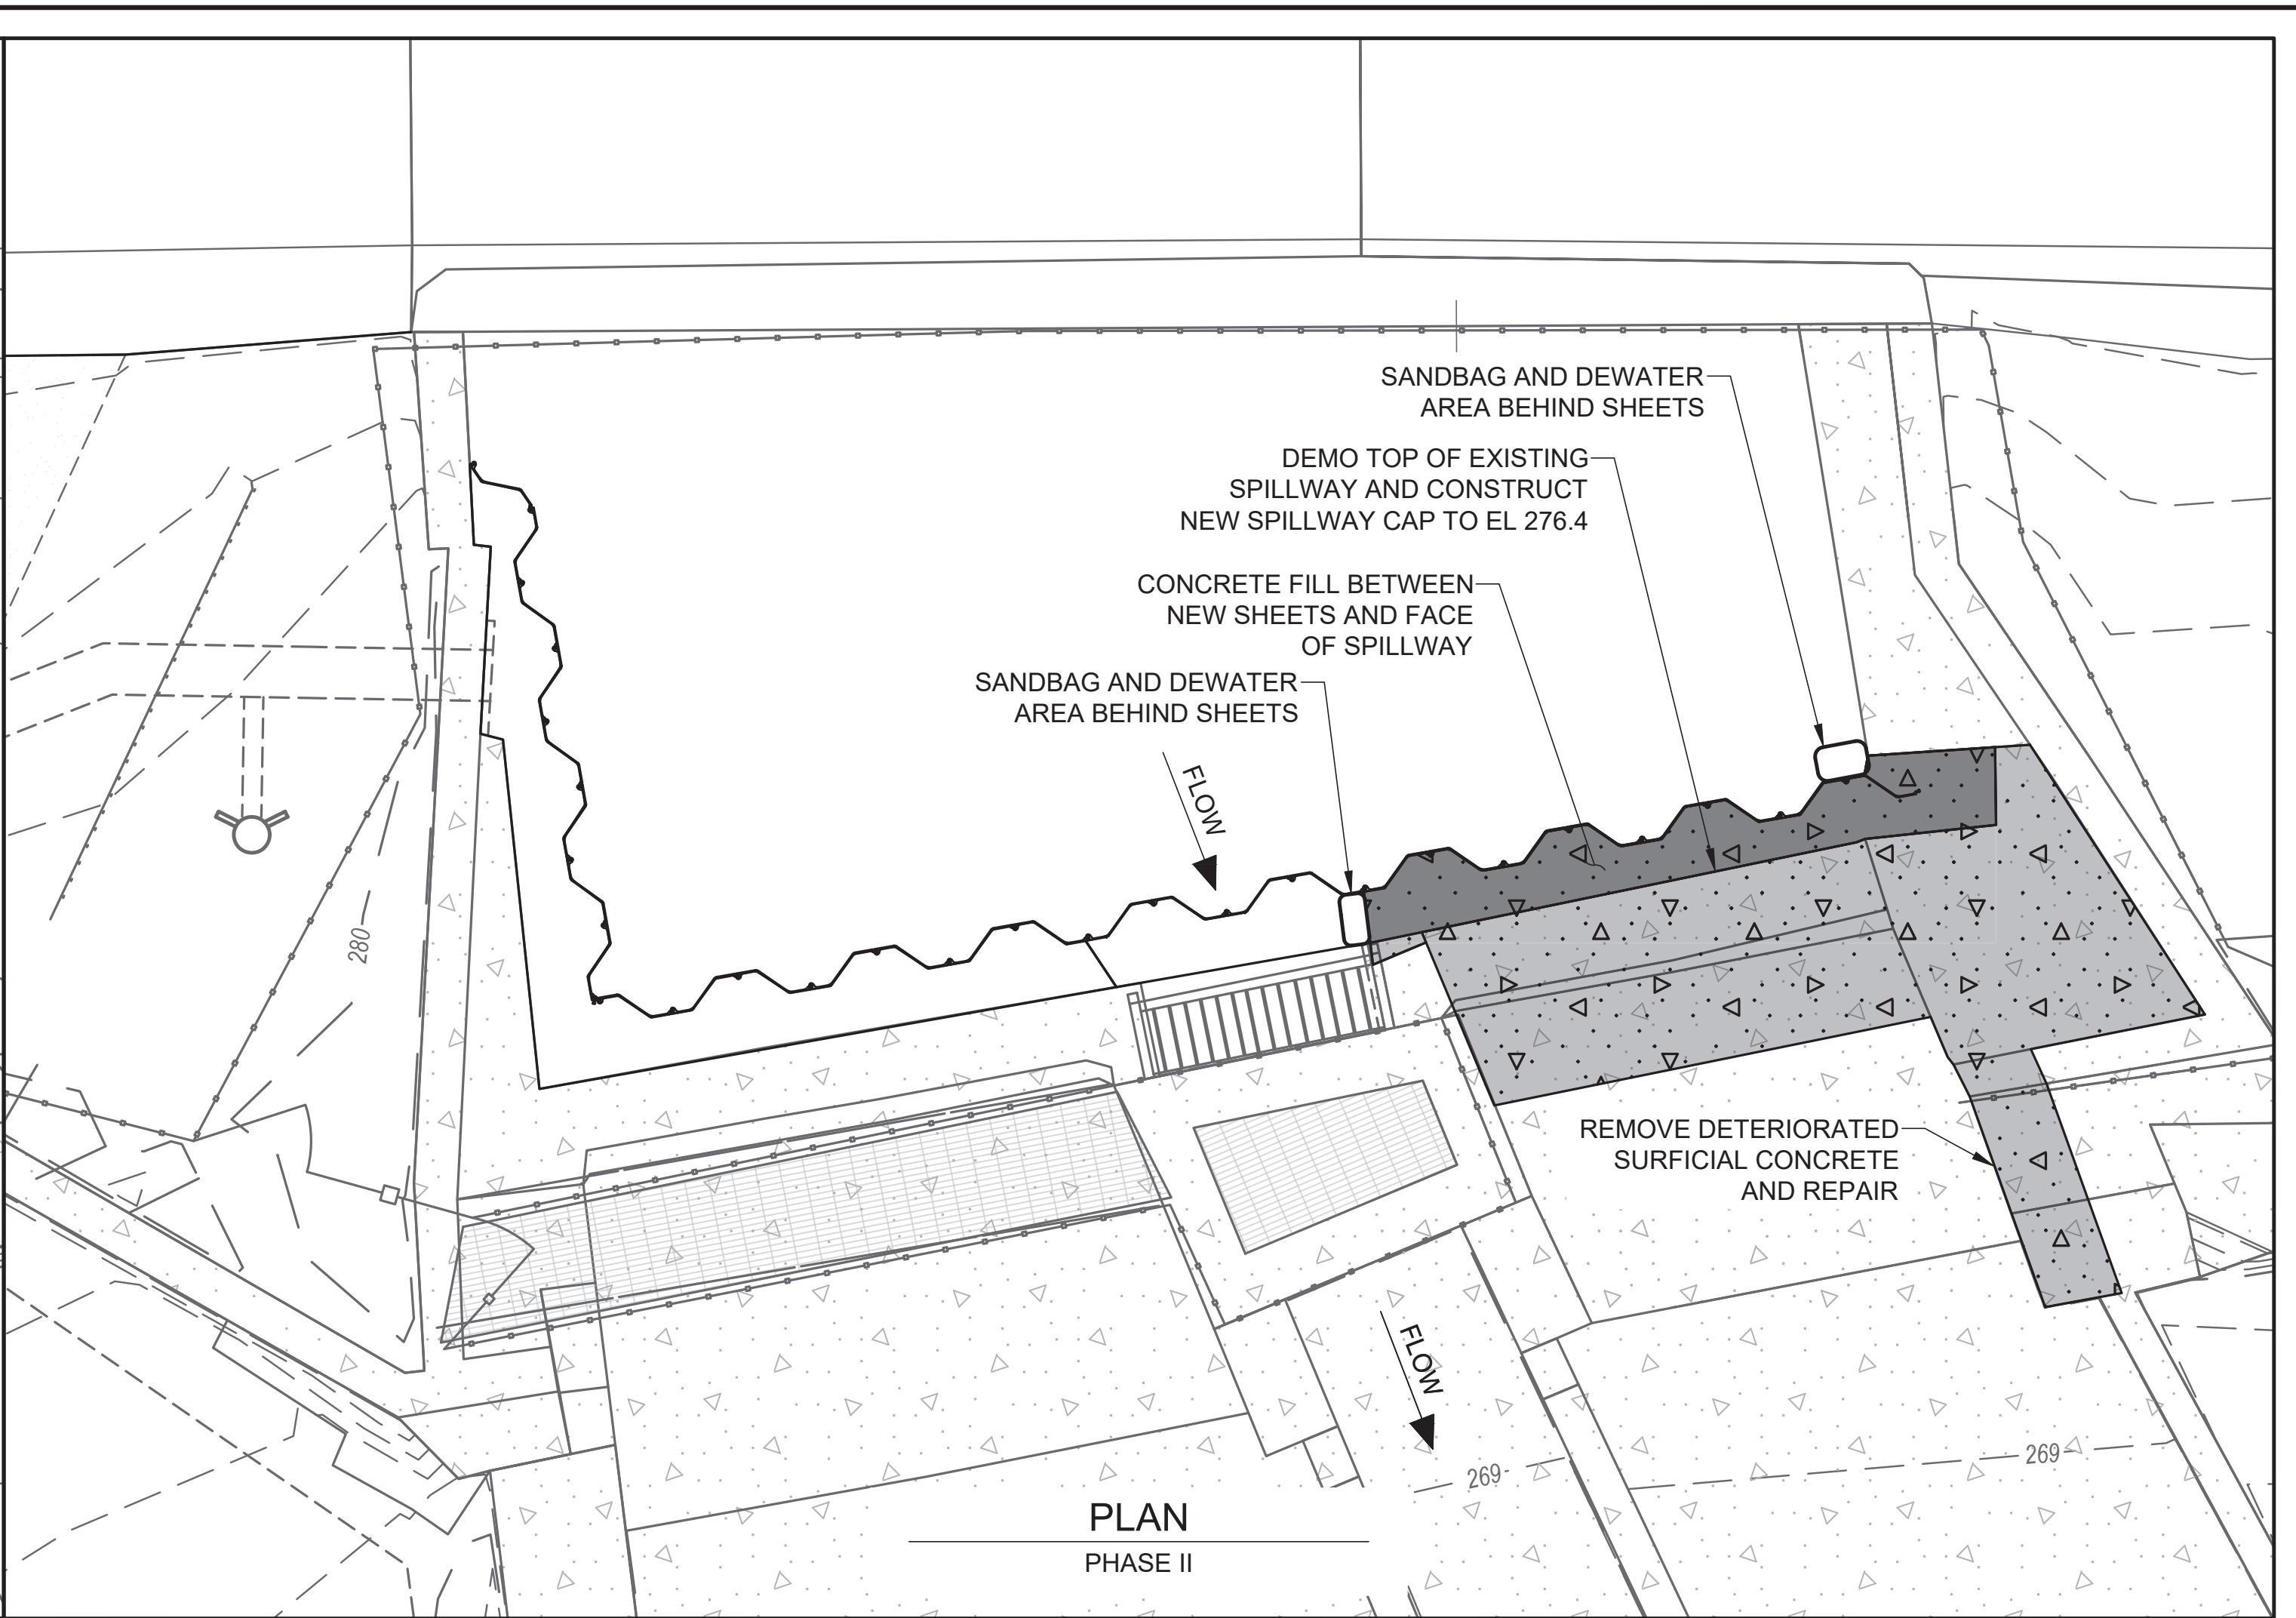 SANDBAG AND DEWATER
AREA BEHIND SHEETS
DEMO TOP OF EXISTING
SPILLWAY AND CONSTRUCT
NEW SPILLWAY CAP TO EL 276.4
CONCRETE FILL BETWEEN
NEW SHEETS AND FACE
OF SPILLWAY
SANDBAG AND DEWATER
AREA BEHIND SHEETS
FLOW
280
REMOVE DETERIORATED
SURFICIAL CONCRETE
AND REPAIR
FLOW
269
269
PLAN
PHASE II